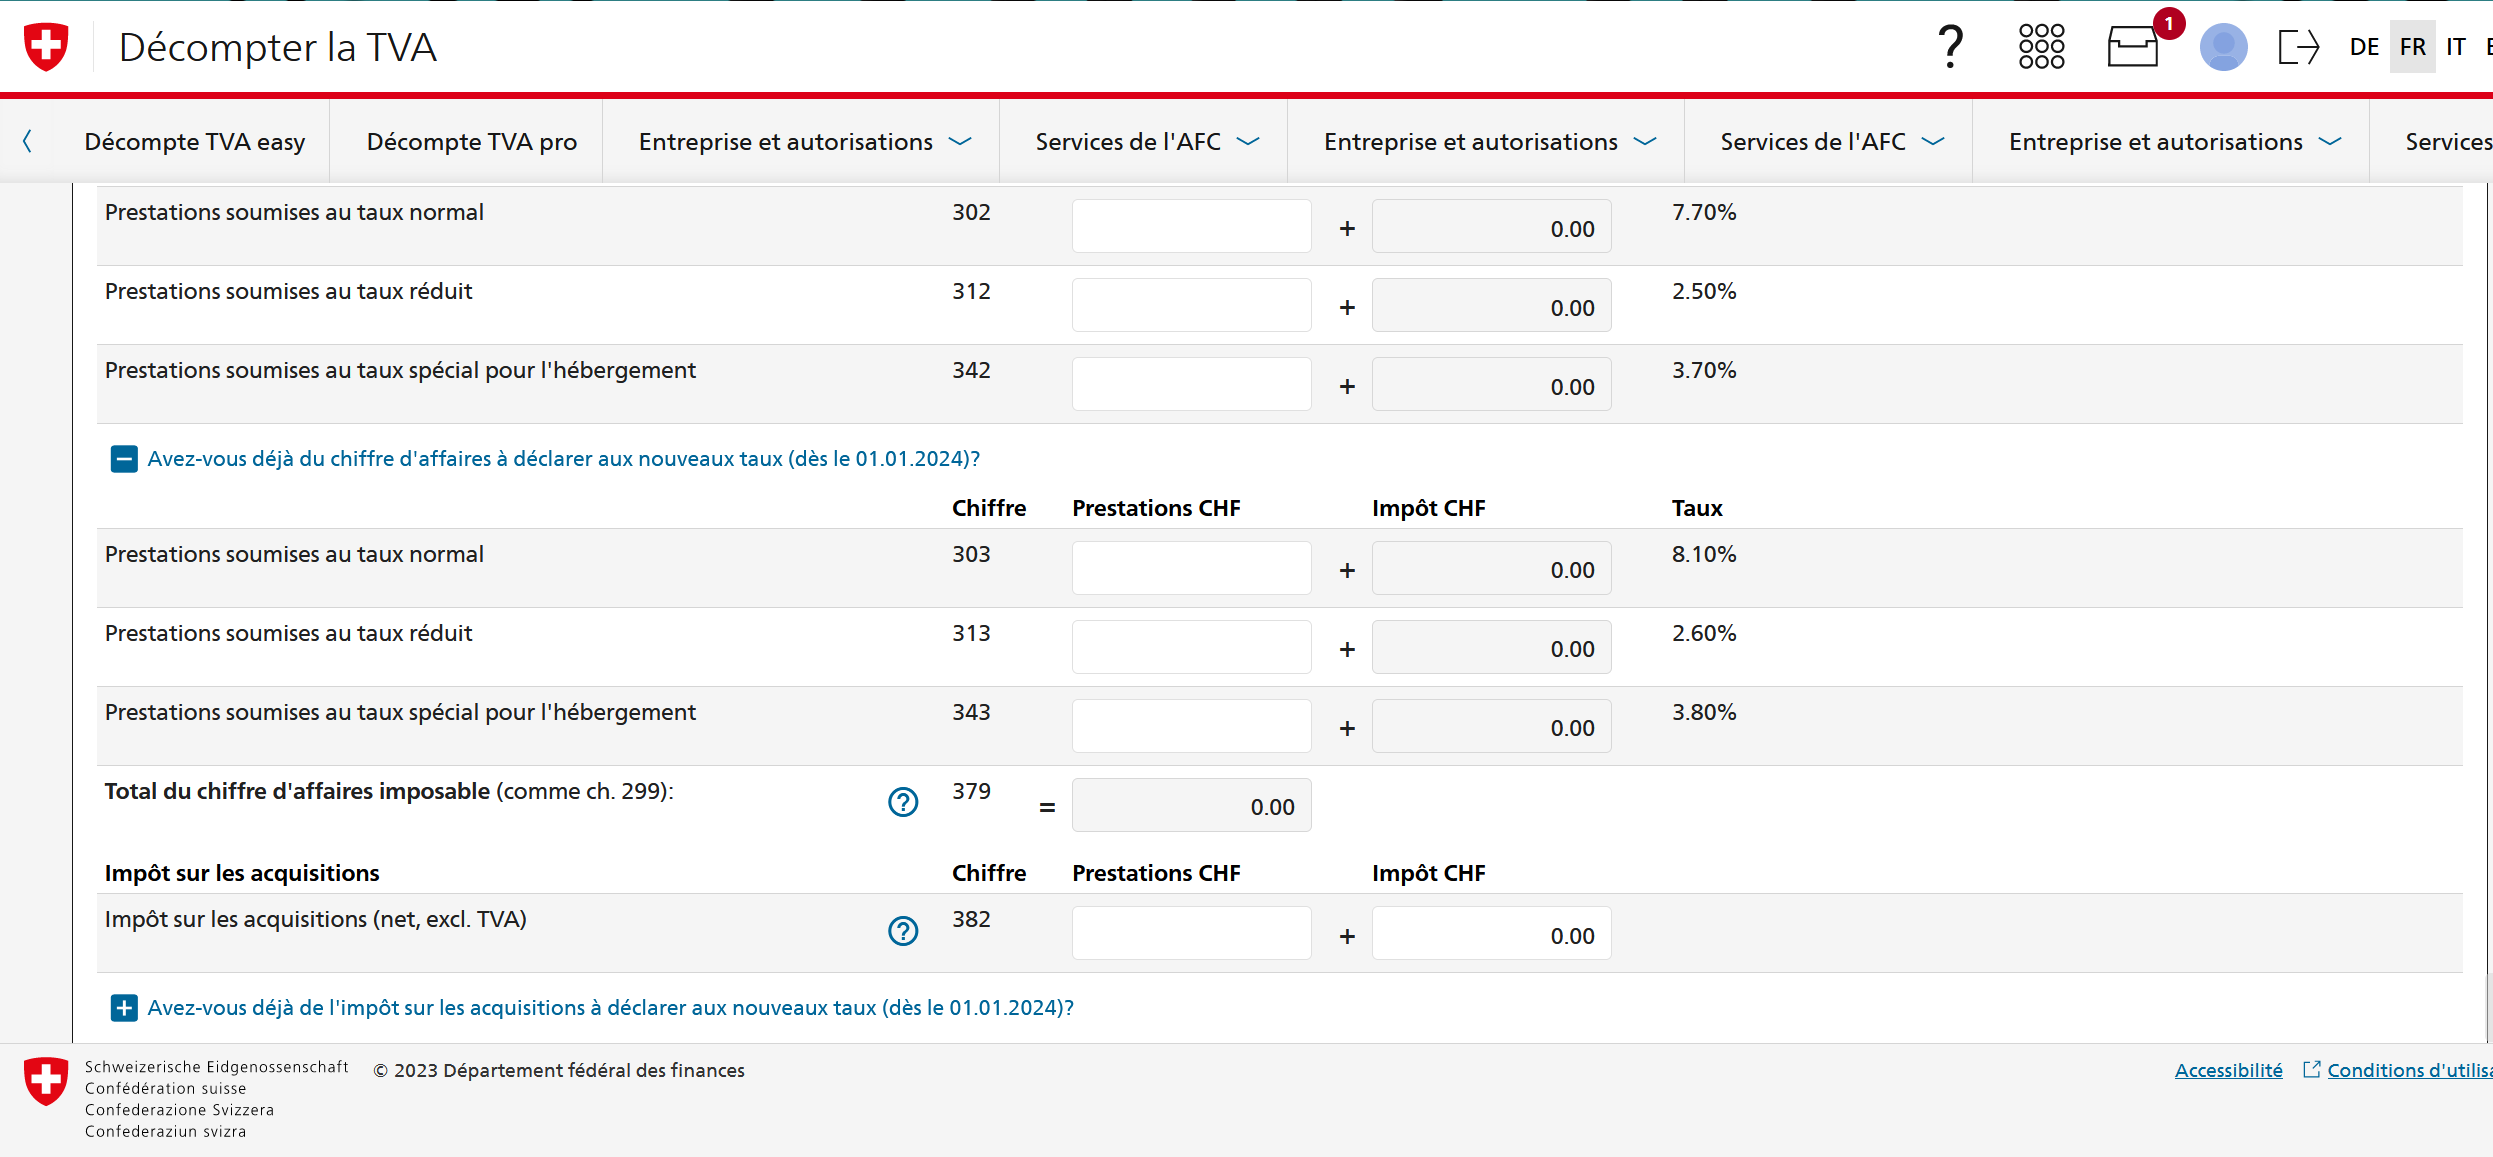 Décompter la TVA
?
1
DE FR IT
Décompte TVA easy Décompte TVA pro Entreprise et autorisations Services de l'AFC Entreprise et autorisations Services de l'AFC Entreprise et autorisations Services
Prestations soumises au taux normal 302 + 0.00 7.70%
Prestations soumises au taux réduit 312 + 0.00 2.50%
Prestations soumises au taux spécial pour l'hébergement 342 + 0.00 3.70%
Avez-vous déjà du chiffre d'affaires à déclarer aux nouveaux taux (dès le 01.01.2024)?
Chiffre Prestations CHF Impôt CHF Taux
Prestations soumises au taux normal 303 + 0.00 8.10%
Prestations soumises au taux réduit 313 + 0.00 2.60%
Prestations soumises au taux spécial pour l'hébergement 343 + 0.00 3.80%
Total du chiffre d'affaires imposable (comme ch. 299): ? 379 = 0.00
Impôt sur les acquisitions Chiffre Prestations CHF Impôt CHF
Impôt sur les acquisitions (net, excl. TVA) ? 382 + 0.00
Avez-vous déjà de l'impôt sur les acquisitions à déclarer aux nouveaux taux (dès le 01.01.2024)?
Schweizerische Eidgenossenschaft
Confédération suisse
Confederazione Svizzera
Confederaziun svizra
© 2023 Département fédéral des finances
Accessibilité Conditions d'utilisa